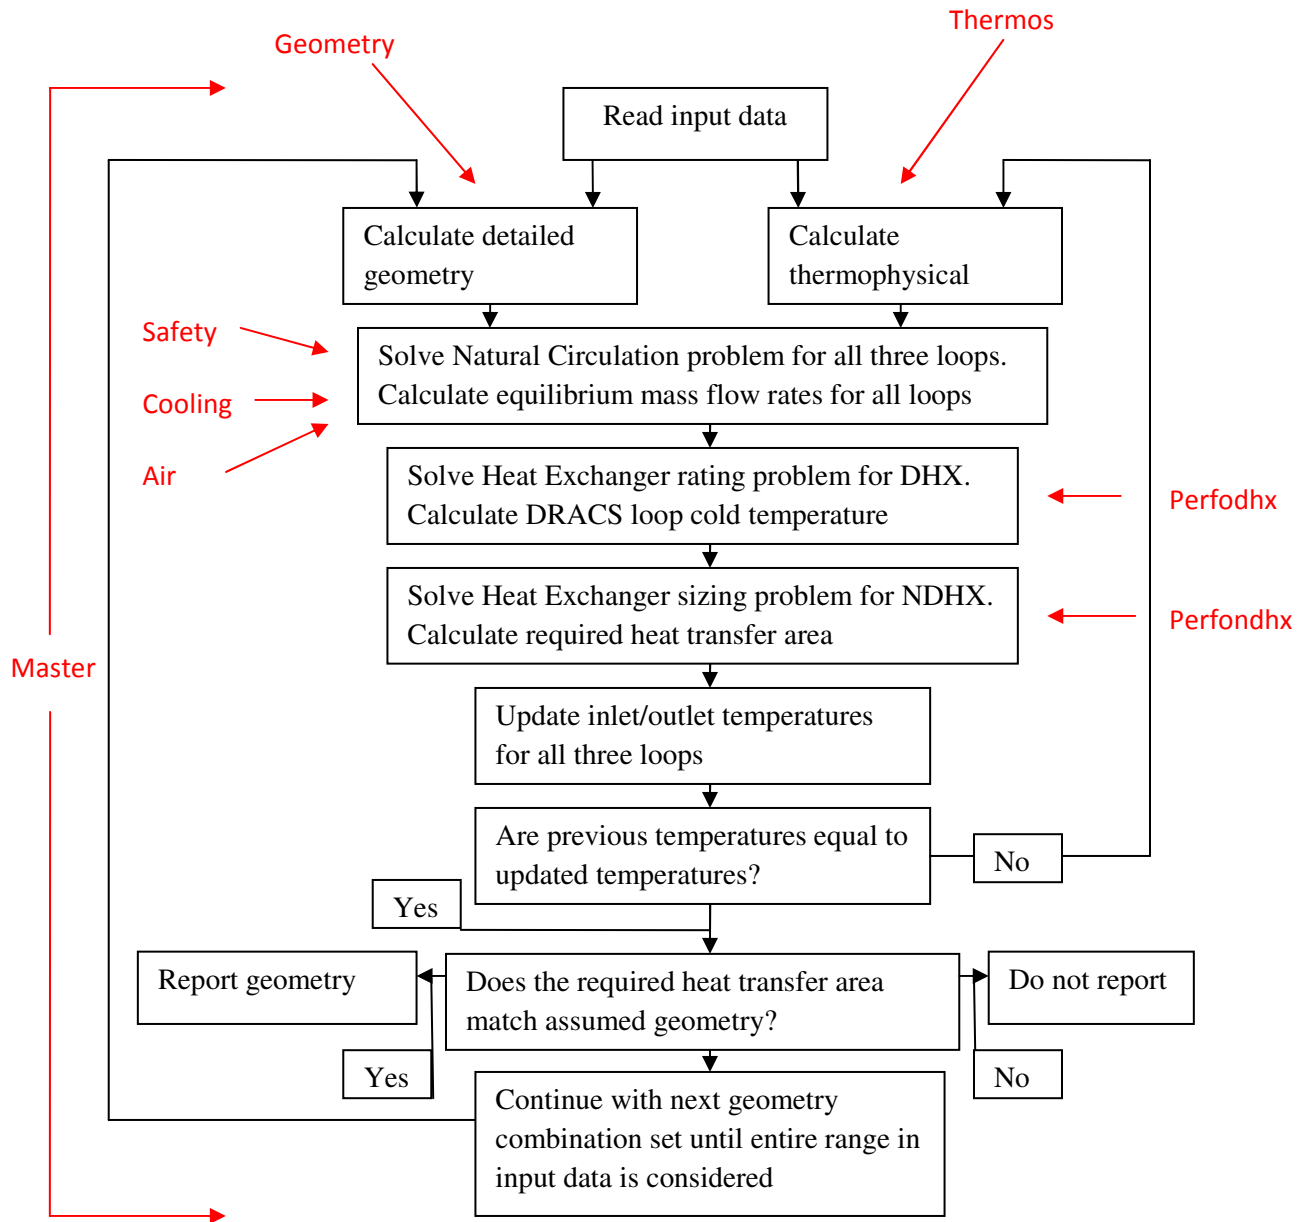 Thermos
Geometry
Read input data
Calculate detailed
geometry
Calculate
thermophysical
Safety
Cooling
Air
Solve Natural Circulation problem for all three loops.
Calculate equilibrium mass flow rates for all loops
Solve Heat Exchanger rating problem for DHX.
Calculate DRACS loop cold temperature
Perfodhx
Solve Heat Exchanger sizing problem for NDHX.
Calculate required heat transfer area
Perfondhx
Master
Update inlet/outlet temperatures
for all three loops
Are previous temperatures equal to
updated temperatures?
No
Yes
Report geometry
Does the required heat transfer area
match assumed geometry?
Do not report
Yes
No
Continue with next geometry
combination set until entire range in
input data is considered